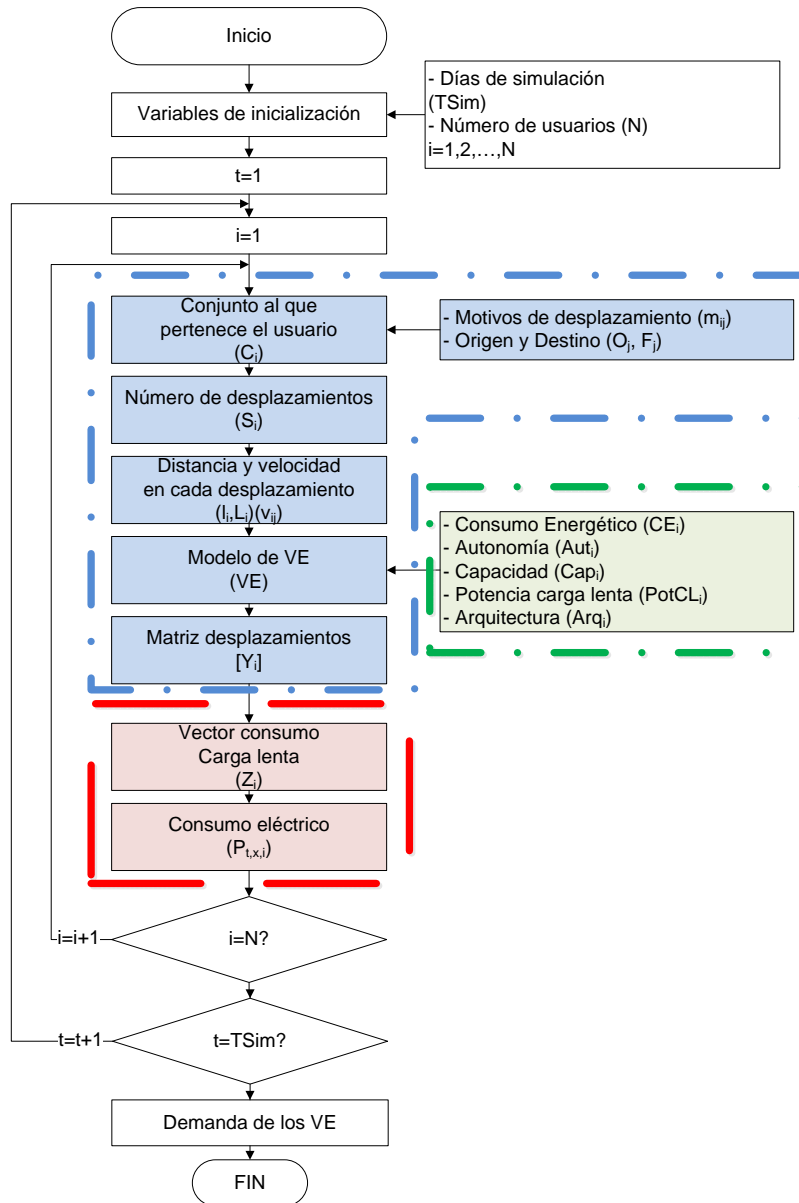 Inicio
Variables de inicialización
- Días de simulación
(TSim)
- Número de usuarios (N)
i=1,2,…,N
t=1
i=1
Conjunto al que
pertenece el usuario
(Ci)
- Motivos de desplazamiento (mij)
- Origen y Destino (Oj, Fj)
Número de desplazamientos
(Si)
Distancia y velocidad
en cada desplazamiento
(li,Li)(vij)
- Consumo Energético (CEi)
- Autonomía (Auti)
- Capacidad (Capi)
- Potencia carga lenta (PotCLi)
- Arquitectura (Arqi)
Modelo de VE
(VE)
Matriz desplazamientos
[Yi]
Vector consumo
Carga lenta
(Zi)
Consumo eléctrico
(Pt,x,i)
i=i+1
i=N?
t=t+1
t=TSim?
Demanda de los VE
FIN